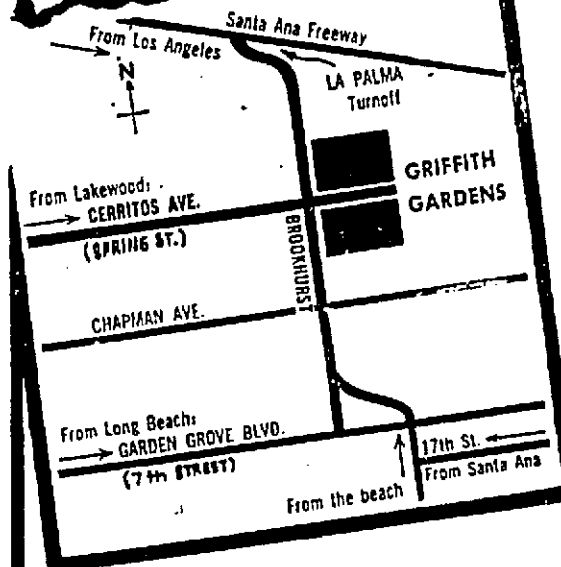 Santa Ana Freeway
From Los Angeles
N
LA PALMA
Turnoff
GRIFFITH
GARDENS
From Lakewood:
CERRITOS AVE.
(SPRING ST.)
BROOKHURST
CHAPMAN AVE.
From Long Beach:
GARDEN GROVE BLVD.
(7th STREET)
17th St.
From Santa Ana
From the beach